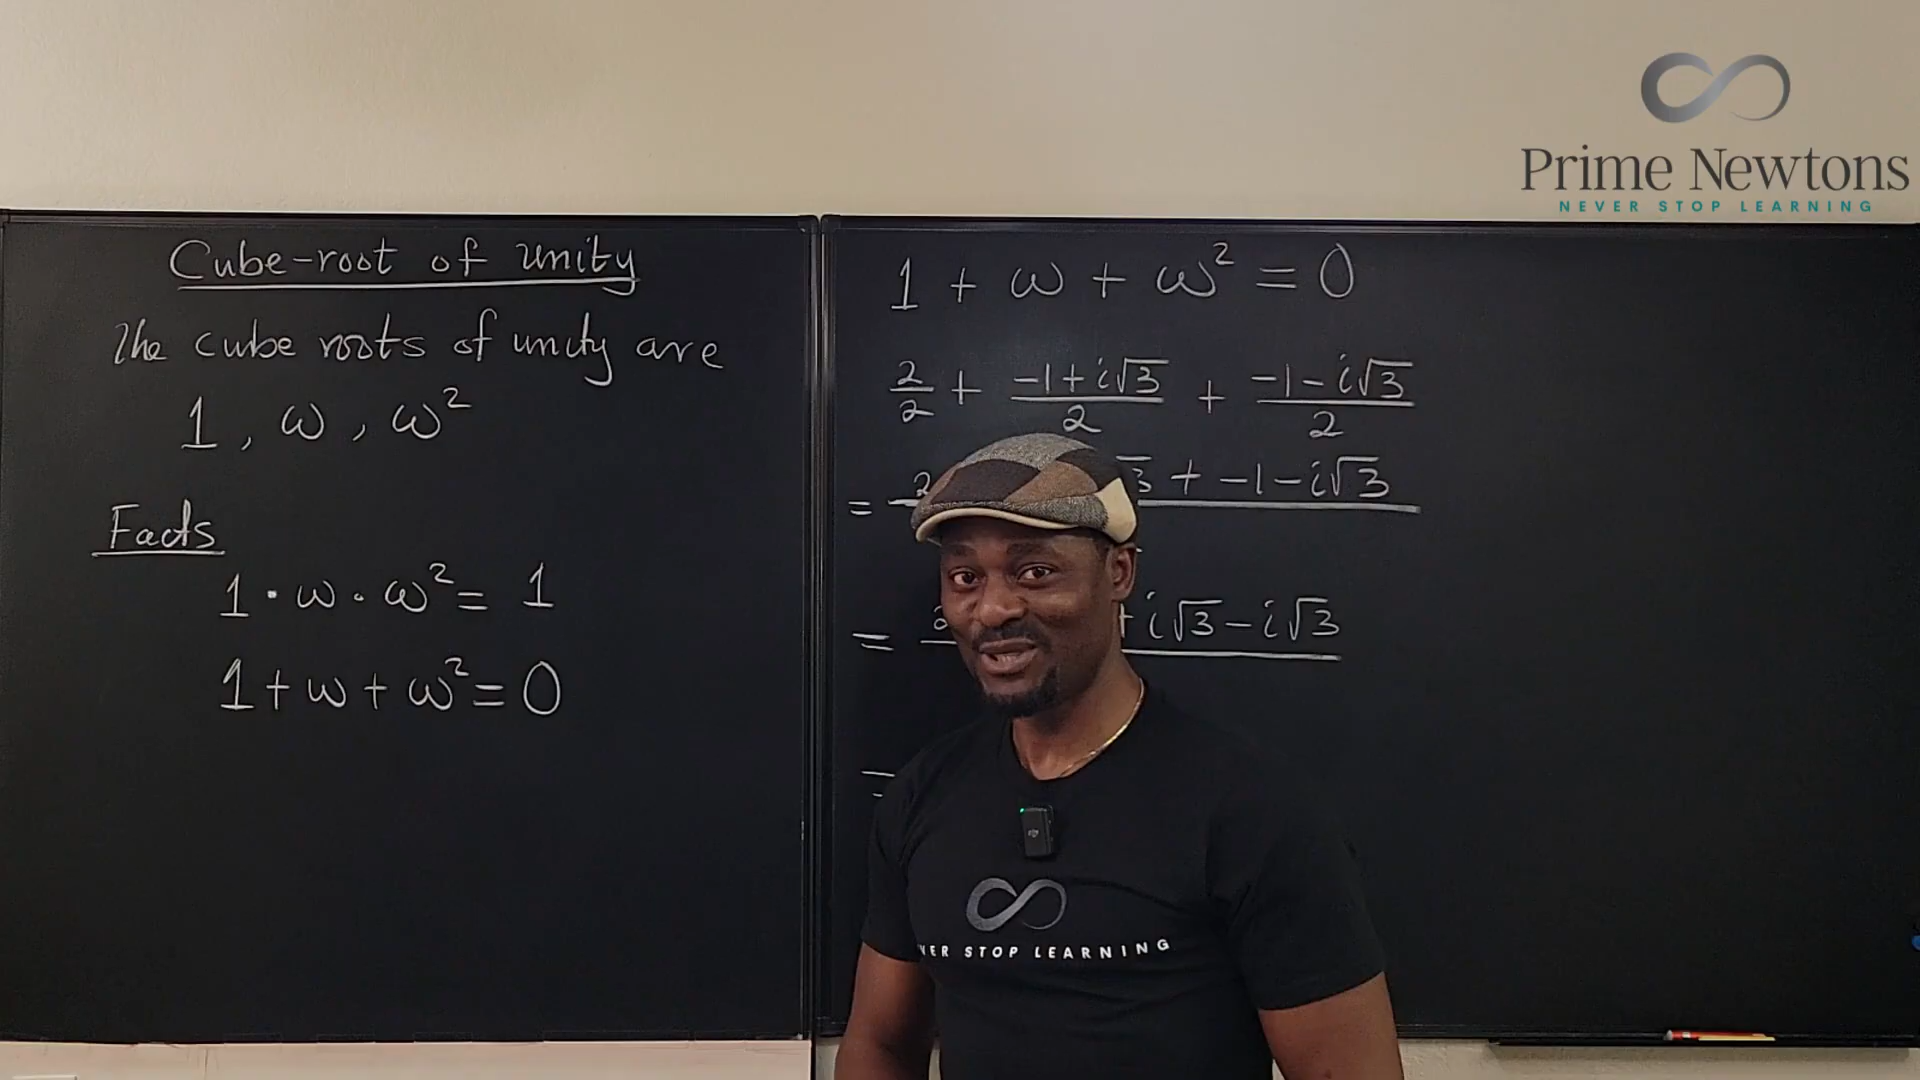 Prime Newtons
NEVER STOP LEARNING
Cube-root of unity
The cube roots of unity are
1, ω, ω²
Facts
1 · ω · ω² = 1
1 + ω + ω² = 0
1 + ω + ω² = 0
2/2 + (-1+i√3)/2 + (-1-i√3)/2
= 2 √3 + -1-i√3
= + i√3 - i√3
=
STOP LEARNING